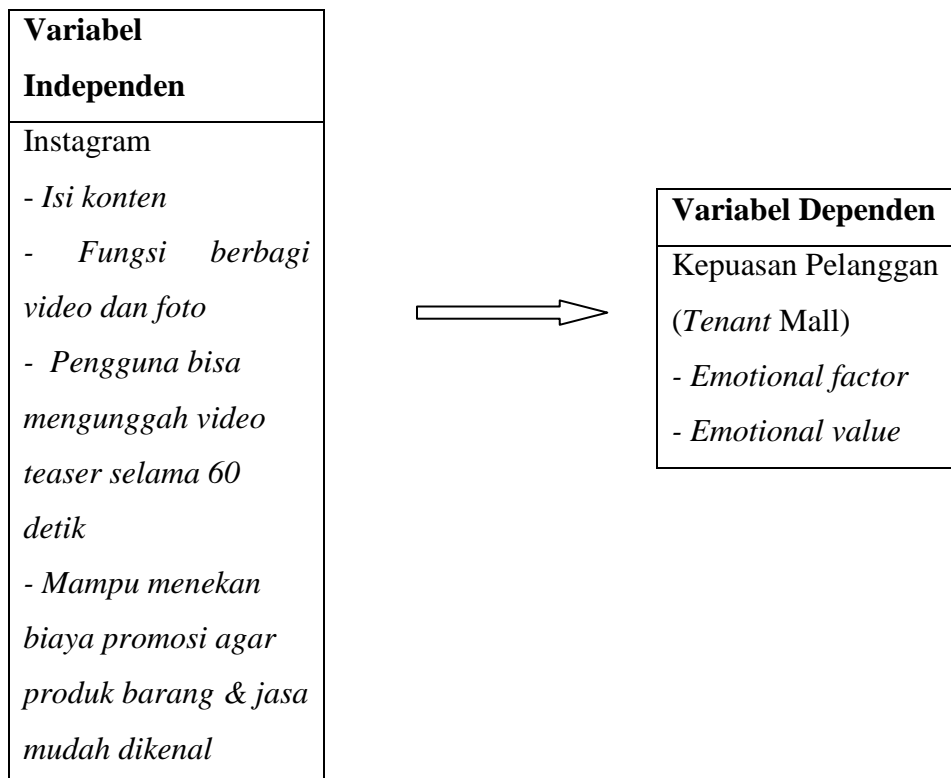 Variabel
Independen
Instagram
- Isi konten
- Fungsi berbagi
video dan foto
- Pengguna bisa
mengunggah video
teaser selama 60
detik
- Mampu menekan
biaya promosi agar
produk barang & jasa
mudah dikenal
Variabel Dependen
Kepuasan Pelanggan
(Tenant Mall)
- Emotional factor
- Emotional value